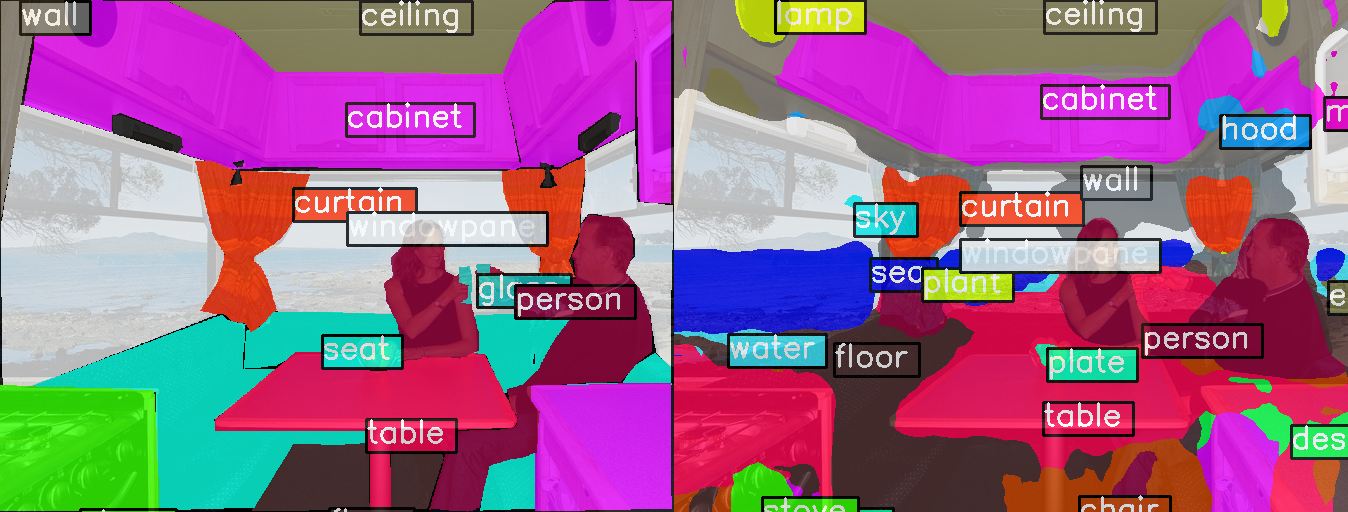 wall
ceiling
cabinet
curtain
windowpane
glass
person
seat
table
lamp
ceiling
cabinet
hood
wall
curtain
sky
windowpane
sea
plant
person
water
floor
plate
table
des
chair
stove